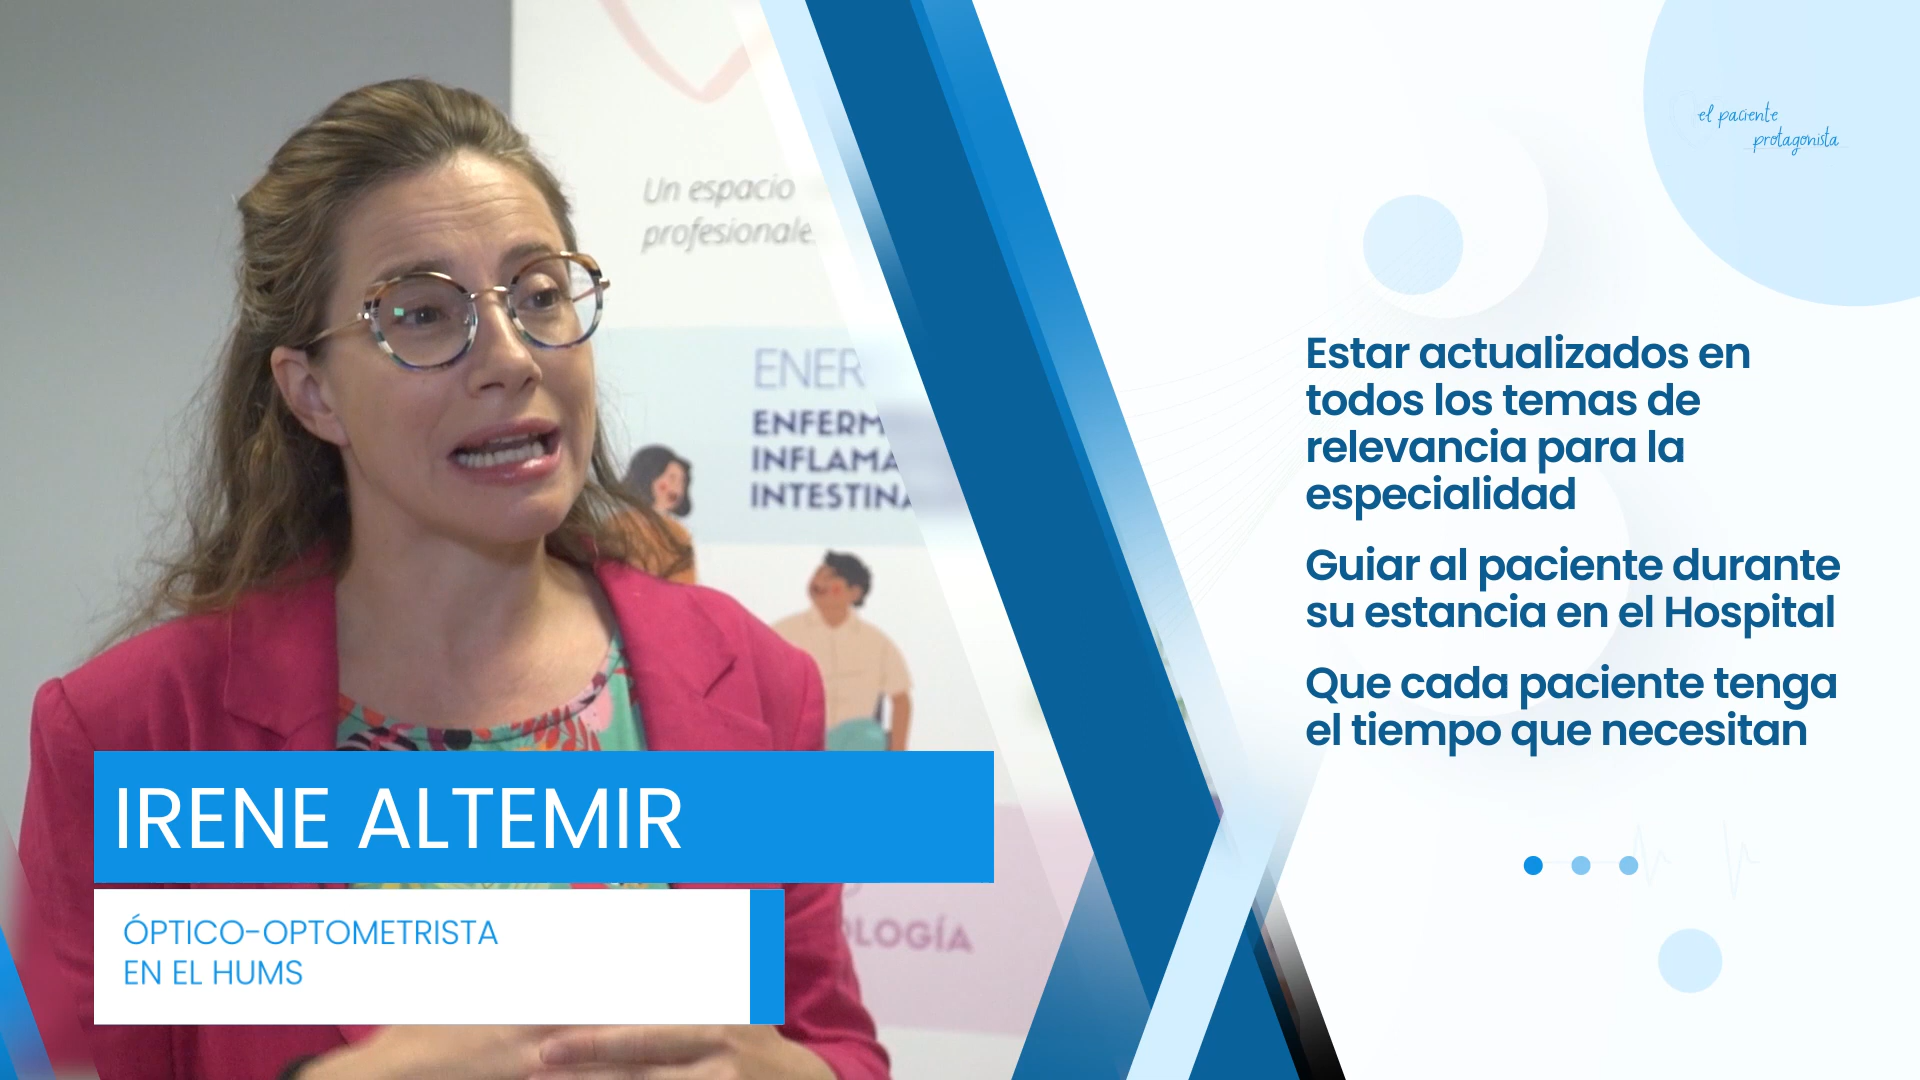 el paciente
protagonista
Un espacio
profesionale
ENER
ENFERM
INFLAMA
INTESTINA
OLOGÍA
IRENE ALTEMIR
ÓPTICO-OPTOMETRISTA
EN EL HUMS
Estar actualizados en
todos los temas de
relevancia para la
especialidad
Guiar al paciente durante
su estancia en el Hospital
Que cada paciente tenga
el tiempo que necesitan